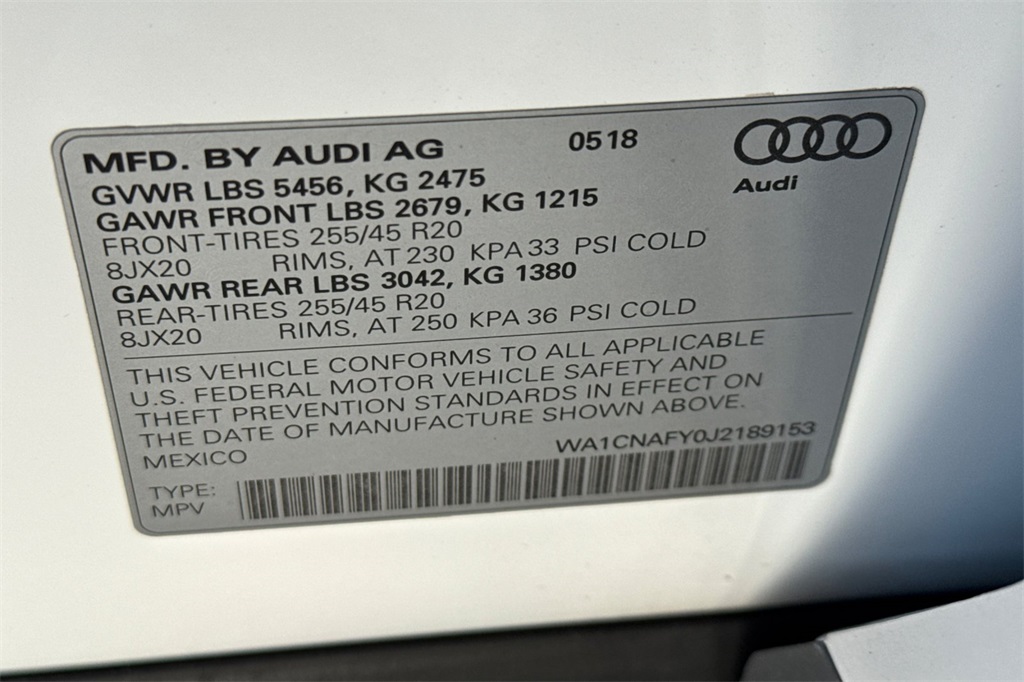 MFD. BY AUDI AG 0518
Audi
GVWR LBS 5456, KG 2475
GAWR FRONT LBS 2679, KG 1215
FRONT-TIRES 255/45 R20
8JX20 RIMS, AT 230 KPA 33 PSI COLD
GAWR REAR LBS 3042, KG 1380
REAR-TIRES 255/45 R20
8JX20 RIMS, AT 250 KPA 36 PSI COLD
THIS VEHICLE CONFORMS TO ALL APPLICABLE
U.S. FEDERAL MOTOR VEHICLE SAFETY AND
THEFT PREVENTION STANDARDS IN EFFECT ON
THE DATE OF MANUFACTURE SHOWN ABOVE.
MEXICO WA1CNAFY0J2189153
TYPE:
MPV